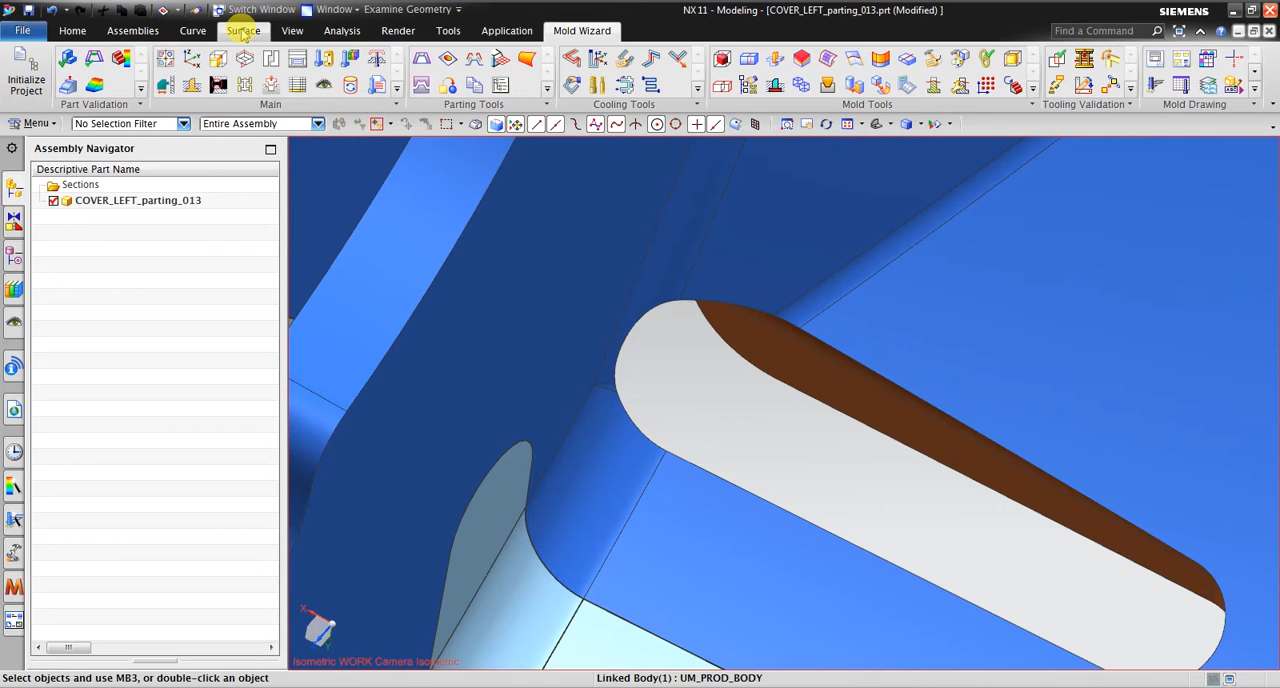 Switch Window Window Examine Geometry
NX 11 - Modeling - [COVER_LEFT_parting_013.prt (Modified) ]
SIEMENS
File Home Assemblies Curve Surface View Analysis Render Tools Application Mold Wizard
Find a Command
Initialize
Project
Part Validation Main Parting Tools Cooling Tools Mold Tools Tooling Validation Mold Drawing
Menu No Selection Filter Entire Assembly
Assembly Navigator
Descriptive Part Name
Sections
COVER_LEFT_parting_013
X
Y
Isometric WORK Camera Isometric
Select objects and use MB3, or double-click an object
Linked Body(1) : UM_PROD_BODY